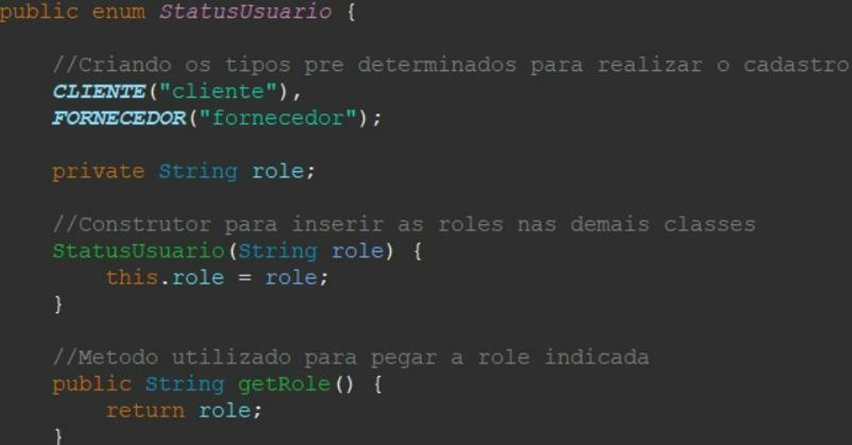 public enum StatusUsuario {
//Criando os tipos pre determinados para realizar o cadastro
CLIENTE("cliente"),
FORNECEDOR("fornecedor");
private String role;
//Construtor para inserir as roles nas demais classes
StatusUsuario(String role) {
this.role = role;
}
//Metodo utilizado para pegar a role indicada
public String getRole() {
return role;
}